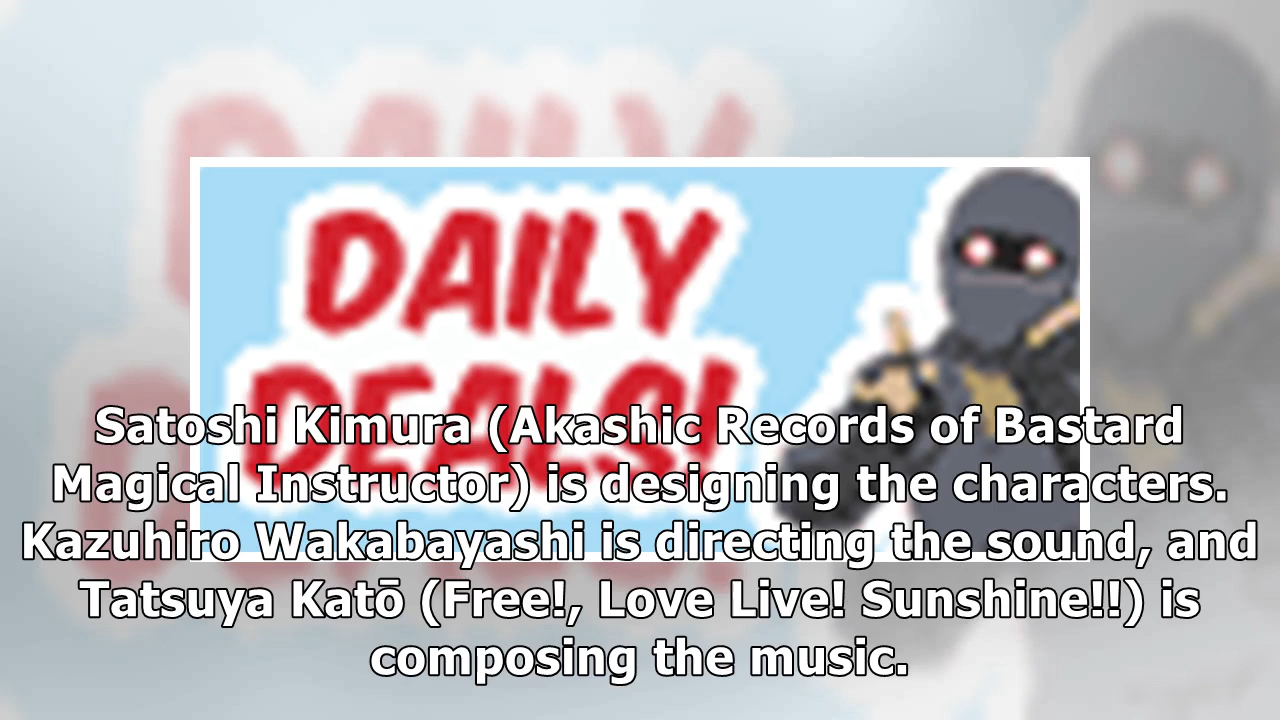 DAILY
DEALS!
Satoshi Kimura (Akashic Records of Bastard
Magical Instructor) is designing the characters.
Kazuhiro Wakabayashi is directing the sound, and
Tatsuya Katō (Free!, Love Live! Sunshine!!) is
composing the music.